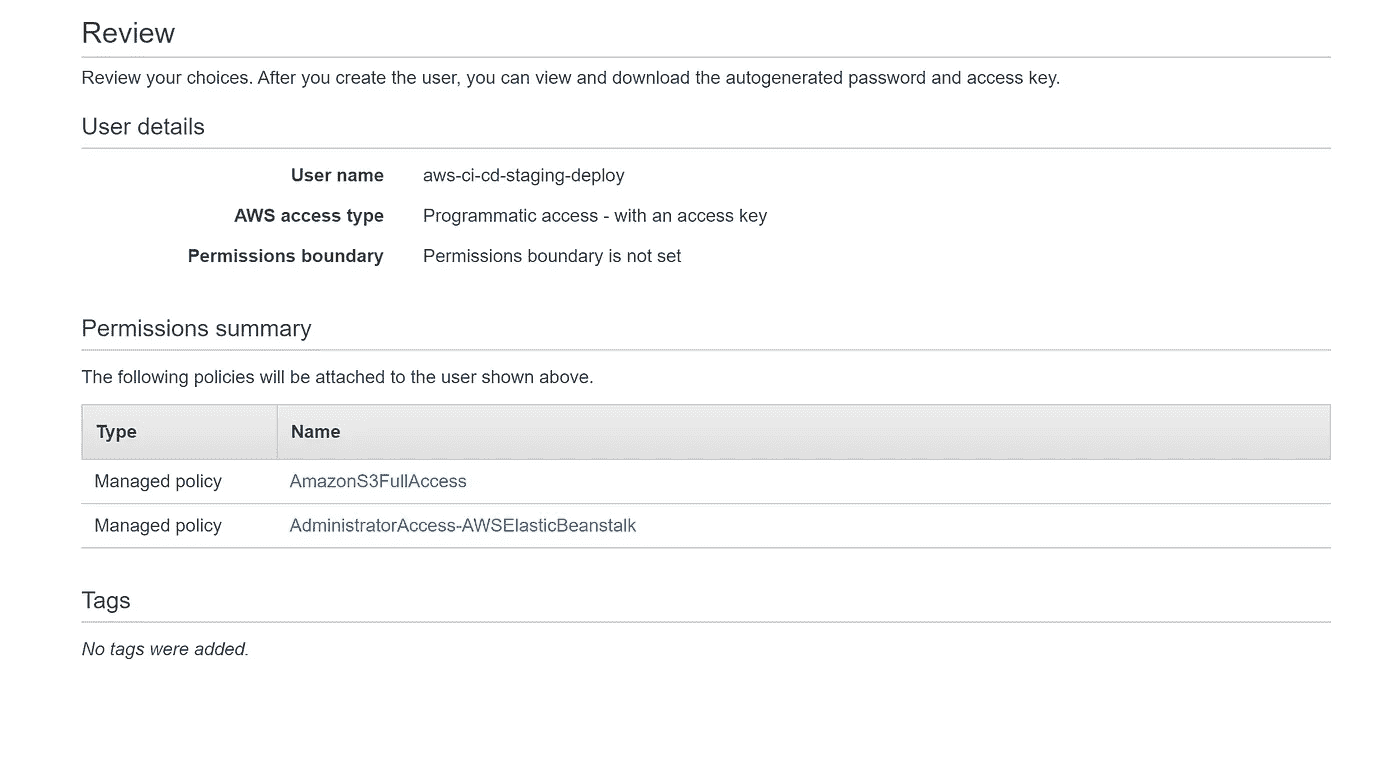 Review
Review your choices. After you create the user, you can view and download the autogenerated password and access key.
User details
User name aws-ci-cd-staging-deploy
AWS access type Programmatic access - with an access key
Permissions boundary Permissions boundary is not set
Permissions summary
The following policies will be attached to the user shown above.
Type Name
Managed policy AmazonS3FullAccess
Managed policy AdministratorAccess-AWSElasticBeanstalk
Tags
No tags were added.